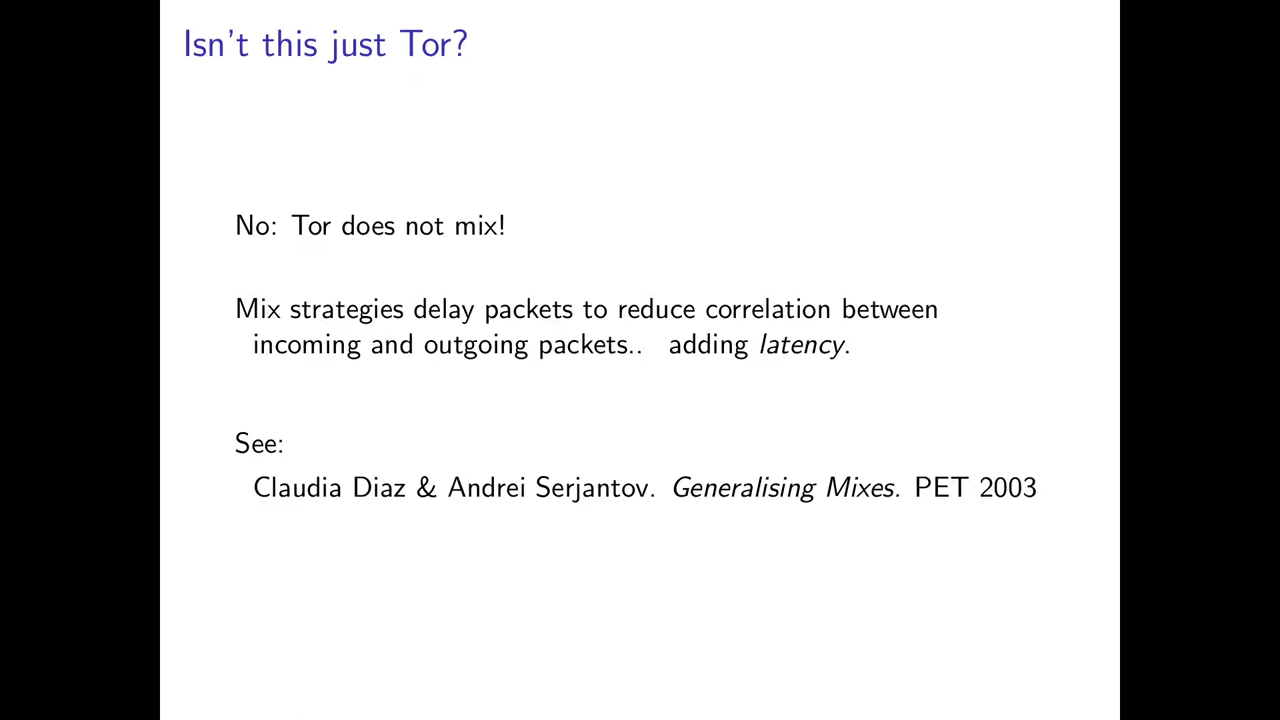 Isn't this just Tor?
No: Tor does not mix!
Mix strategies delay packets to reduce correlation between
incoming and outgoing packets.. adding latency.
See:
Claudia Diaz & Andrei Serjantov. Generalising Mixes. PET 2003